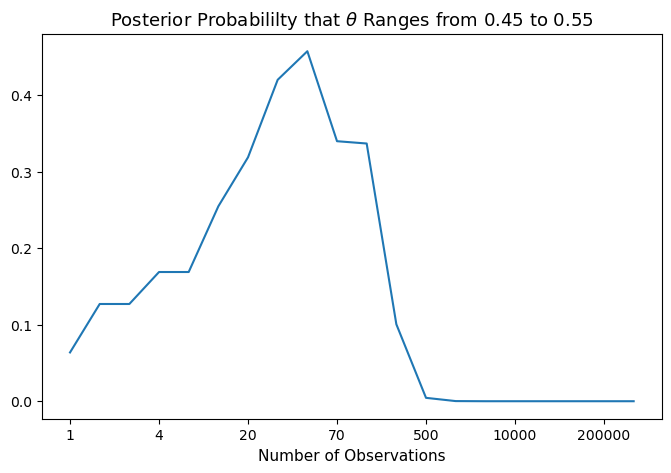 Posterior Probabililty that θ Ranges from 0.45 to 0.55
0.4
0.3
0.2
0.1
0.0
1 4 20 70 500 10000 200000
Number of Observations